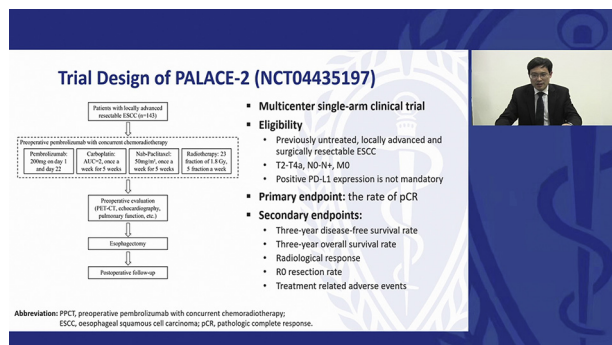 Trial Design of PALACE-2 (NCT04435197)
Patients with locally advanced
resectable ESCC (n=143)
Preoperative pembrolizumab with concurrent chemoradiotherapy
Pembrolizumab:
200mg on day 1
and day 22
Carboplatin:
AUC=2, once a
week for 5 weeks
Nab-Paclitaxel:
50mg/m², once a
week for 5 weeks
Radiotherapy: 23
fraction of 1.8 Gy,
5 fraction a week
Preoperative evaluation
(PET-CT, echocardiography,
pulmonary function, etc.)
Esophagectomy
Postoperative follow-up
▪ Multicenter single-arm clinical trial
▪ Eligibility
• Previously untreated, locally advanced and
surgically resectable ESCC
• T2-T4a, N0-N+, M0
• Positive PD-L1 expression is not mandatory
▪ Primary endpoint: the rate of pCR
▪ Secondary endpoints:
• Three-year disease-free survival rate
• Three-year overall survival rate
• Radiological response
• R0 resection rate
• Treatment related adverse events
Abbreviation: PPCT, preoperative pembrolizumab with concurrent chemoradiotherapy;
ESCC, oesophageal squamous cell carcinoma; pCR, pathologic complete response.